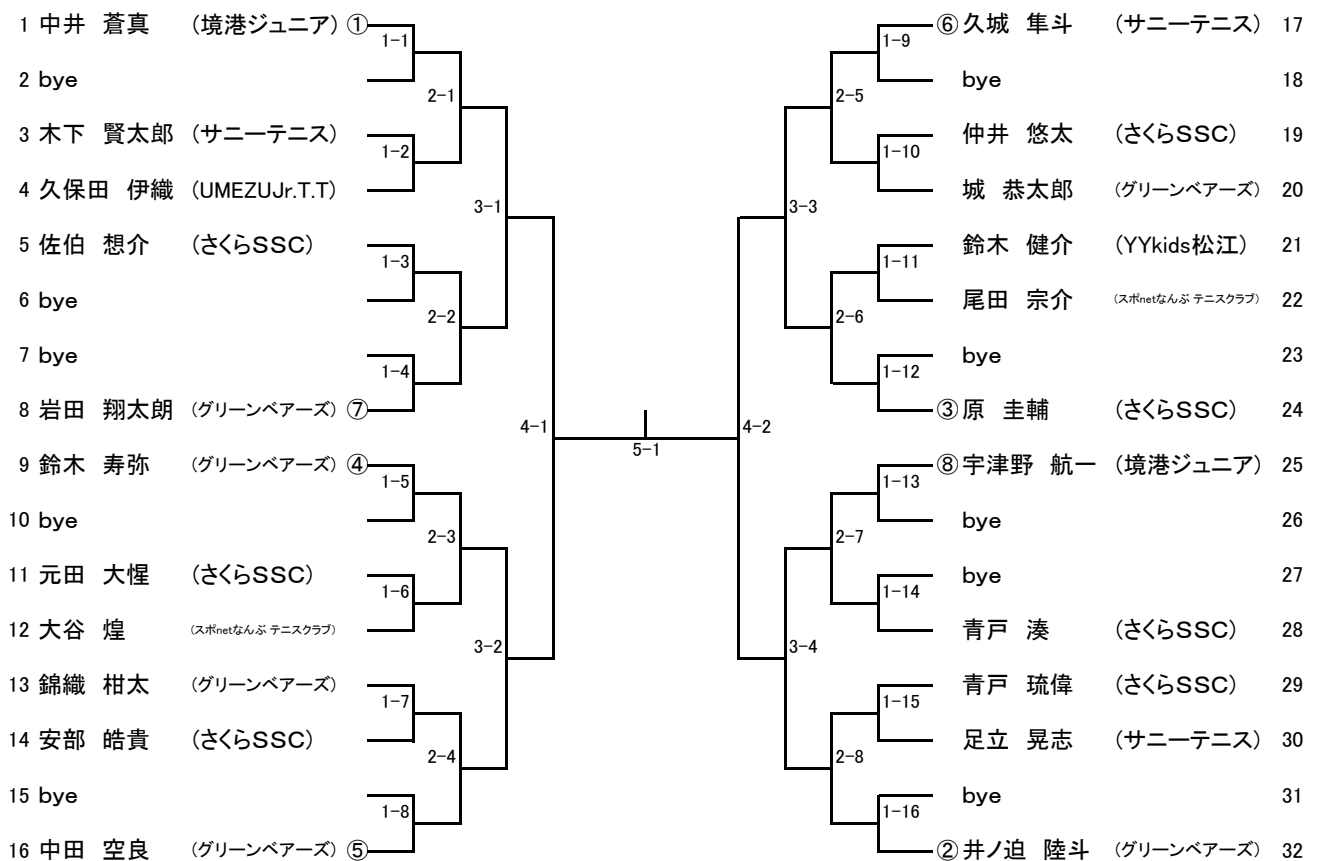 1 中井 蒼真 (境港ジュニア) ①
1-1
2 bye
2-1
3 木下 賢太郎 (サニーテニス)
1-2
4 久保田 伊織 (UMEZUJr.T.T)
3-1
5 佐伯 想介 (さくらSSC)
1-3
6 bye
2-2
7 bye
1-4
8 岩田 翔太朗 (グリーンベアーズ) ⑦
4-1
9 鈴木 寿弥 (グリーンベアーズ) ④
1-5
10 bye
2-3
11 元田 大惺 (さくらSSC)
1-6
12 大谷 煌 (スポnetなんぶ テニスクラブ)
3-2
13 錦織 柑太 (グリーンベアーズ)
1-7
14 安部 皓貴 (さくらSSC)
2-4
15 bye
1-8
16 中田 空良 (グリーンベアーズ) ⑤
5-1
⑥ 久城 隼斗 (サニーテニス) 17
1-9
bye 18
2-5
仲井 悠太 (さくらSSC) 19
1-10
城 恭太郎 (グリーンベアーズ) 20
3-3
鈴木 健介 (YYkids松江) 21
1-11
尾田 宗介 (スポnetなんぶ テニスクラブ) 22
2-6
bye 23
1-12
③ 原 圭輔 (さくらSSC) 24
4-2
⑧ 宇津野 航一 (境港ジュニア) 25
1-13
bye 26
2-7
bye 27
1-14
青戸 湊 (さくらSSC) 28
3-4
青戸 琉偉 (さくらSSC) 29
1-15
足立 晃志 (サニーテニス) 30
2-8
bye 31
1-16
② 井ノ迫 陸斗 (グリーンベアーズ) 32